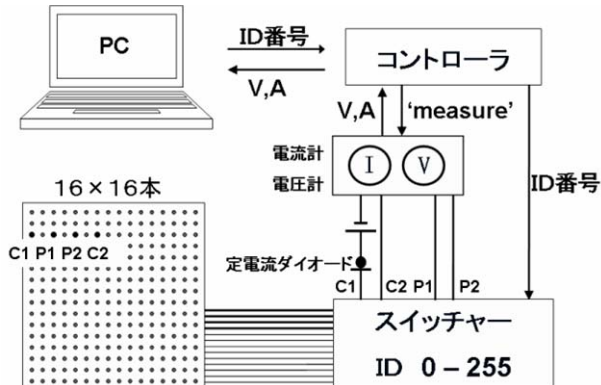 PC
ID番号
V,A
コントローラ
V,A
'measure'
電流計
電圧計
I
V
ID番号
16×16本
C1 P1 P2 C2
定電流ダイオード
C1
C2
P1
P2
スイッチャー
ID 0－255